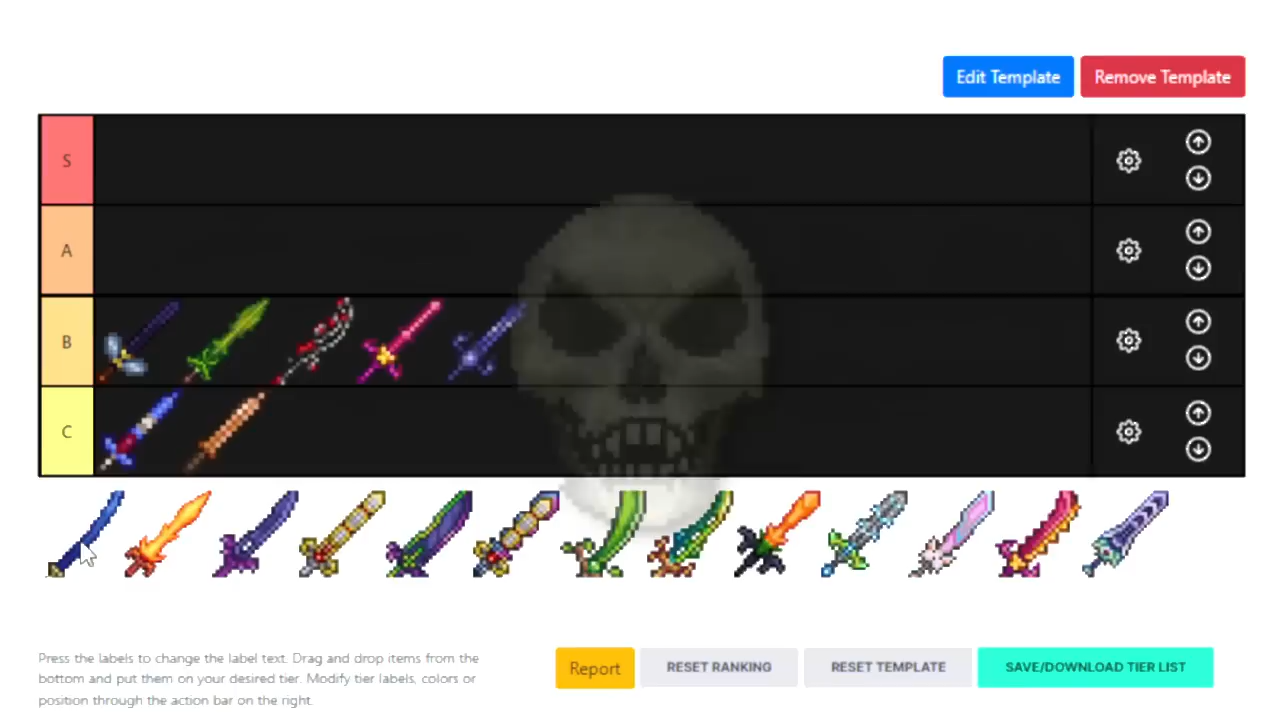 Edit Template
Remove Template
S
A
B
C
Press the labels to change the label text. Drag and drop items from the
bottom and put them on your desired tier. Modify tier labels, colors or
position through the action bar on the right.
Report
RESET RANKING
RESET TEMPLATE
SAVE/DOWNLOAD TIER LIST